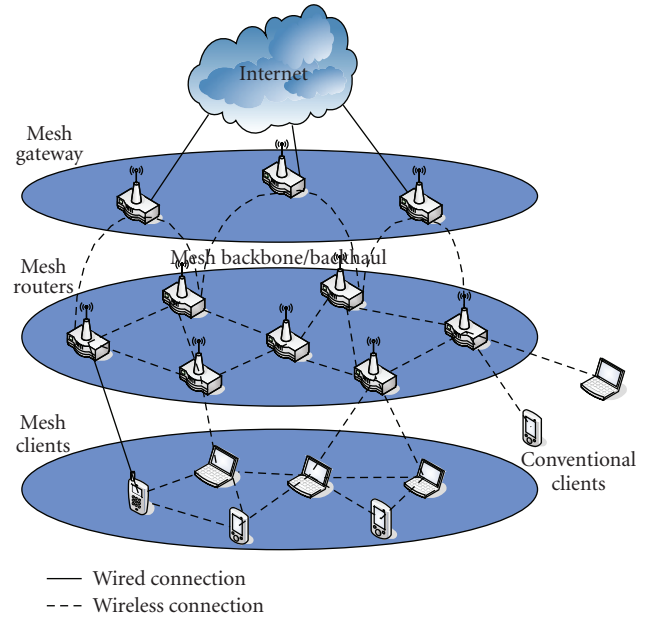 Internet
Mesh
gateway
Mesh backbone/backhaul
Mesh
routers
Mesh
clients
Conventional
clients
Wired connection
Wireless connection